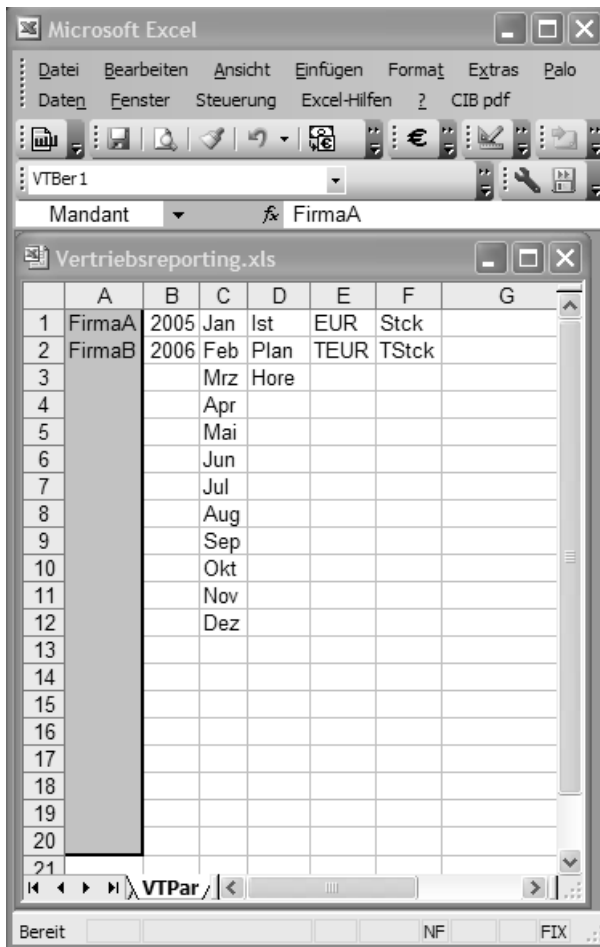 Microsoft Excel
Datei Bearbeiten Ansicht Einfügen Format Extras Palo
Daten Fenster Steuerung Excel-Hilfen ? CIB pdf
VTBer1
Mandant fx FirmaA
Vertriebsreporting.xls
A B C D E F G
1 FirmaA 2005 Jan Ist EUR Stck
2 FirmaB 2006 Feb Plan TEUR TStck
3 Mrz Hore
4 Apr
5 Mai
6 Jun
7 Jul
8 Aug
9 Sep
10 Okt
11 Nov
12 Dez
13
14
15
16
17
18
19
20
21
VTPar
Bereit NF FIX